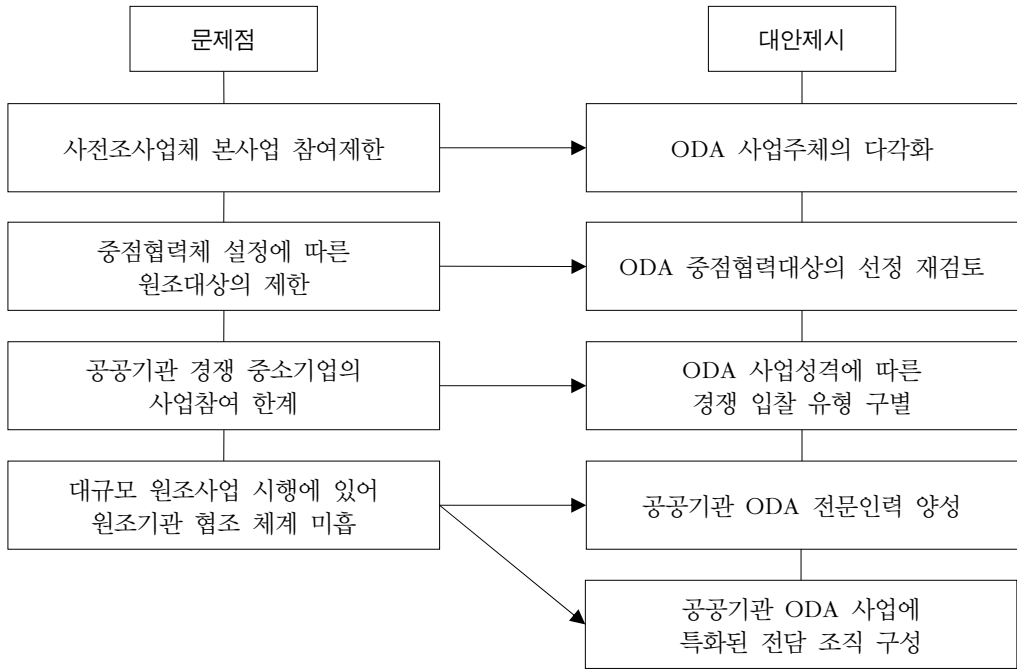 문제점
대안제시
사전조사업체 본사업 참여제한
ODA 사업주체의 다각화
중점협력체 설정에 따른
원조대상의 제한
ODA 중점협력대상의 선정 재검토
공공기관 경쟁 중소기업의
사업참여 한계
ODA 사업성격에 따른
경쟁 입찰 유형 구별
대규모 원조사업 시행에 있어
원조기관 협조 체계 미흡
공공기관 ODA 전문인력 양성
공공기관 ODA 사업에
특화된 전담 조직 구성